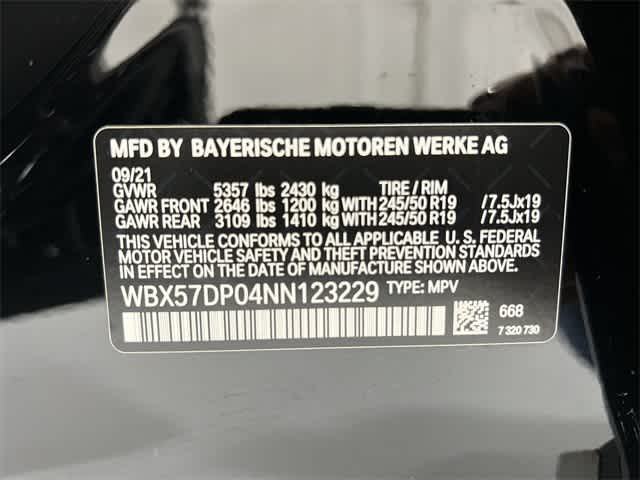 MFD BY BAYERISCHE MOTOREN WERKE AG
09/21
GVWR 5357 lbs 2430 kg TIRE / RIM
GAWR FRONT 2646 lbs 1200 kg WITH 245/50 R19 /7.5Jx19
GAWR REAR 3109 lbs 1410 kg WITH 245/50 R19 /7.5Jx19
THIS VEHICLE CONFORMS TO ALL APPLICABLE U. S. FEDERAL
MOTOR VEHICLE SAFETY AND THEFT PREVENTION STANDARDS
IN EFFECT ON THE DATE OF MANUFACTURE SHOWN ABOVE.
WBX57DP04NN123229 TYPE: MPV
668
7 320 730